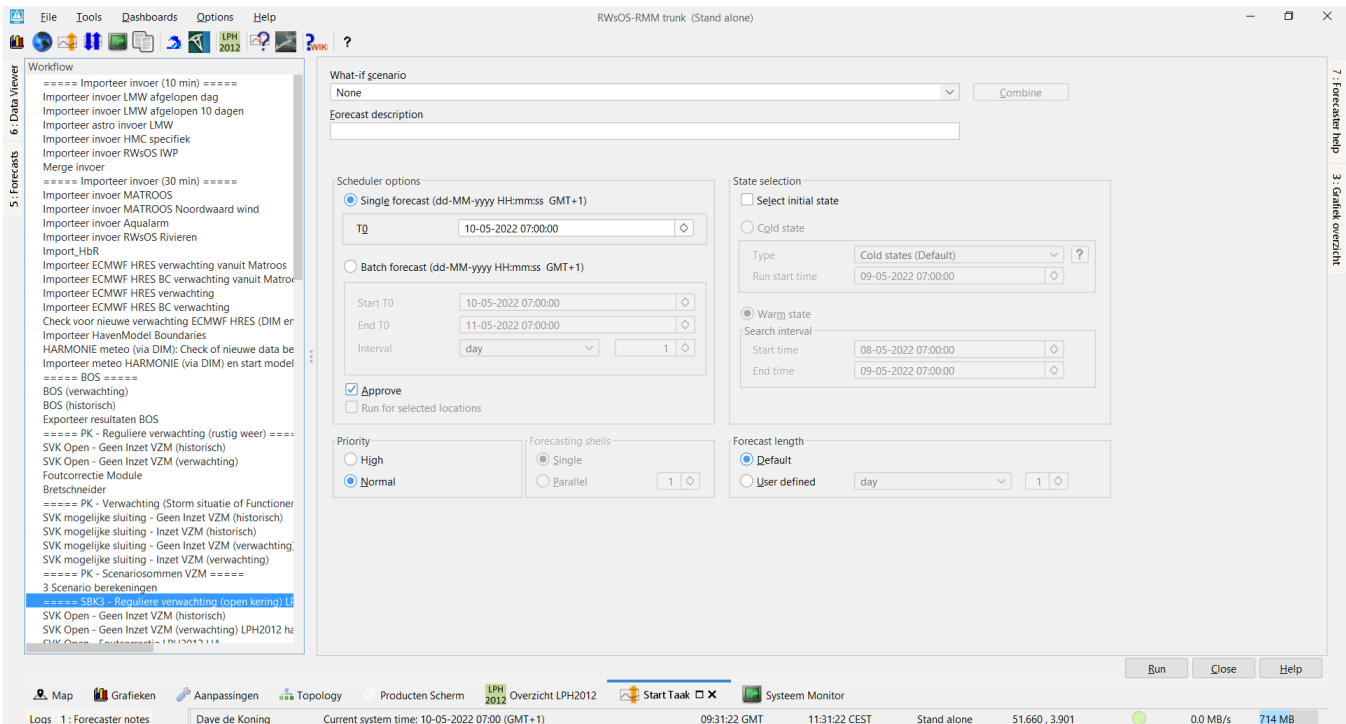 File Tools Dashboards Options Help
RWsOS-RMM trunk (Stand alone)
LPH 2012
WIKI
?
6 : Data Viewer
5 : Forecasts
7 : Forecaster help
3 : Grafiek overzicht
Workflow
===== Importeer invoer (10 min) =====
Importeer invoer LMW afgelopen dag
Importeer invoer LMW afgelopen 10 dagen
Importeer astro invoer LMW
Importeer invoer HMC specifiek
Importeer invoer RWsOS IWP
Merge invoer
===== Importeer invoer (30 min) =====
Importeer invoer MATROOS
Importeer invoer MATROOS Noordwaard wind
Importeer invoer Aqualarm
Importeer invoer RWsOS Rivieren
Import_HbR
Importeer ECMWF HRES verwachting vanuit Matroos
Importeer ECMWF HRES BC verwachting vanuit Matroo
Importeer ECMWF HRES verwachting
Importeer ECMWF HRES BC verwachting
Check voor nieuwe verwachting ECMWF HRES (DIM en
Importeer HavenModel Boundaries
HARMONIE meteo (via DIM): Check of nieuwe data be
Importeer meteo HARMONIE (via DIM) en start model
===== BOS =====
BOS (verwachting)
BOS (historisch)
Exporteer resultaten BOS
===== PK - Reguliere verwachting (rustig weer) ====
SVK Open - Geen Inzet VZM (historisch)
SVK Open - Geen Inzet VZM (verwachting)
Foutcorrectie Module
Bretschneider
===== PK - Verwachting (Storm situatie of Functioner
SVK mogelijke sluiting - Geen Inzet VZM (historisch)
SVK mogelijke sluiting - Inzet VZM (historisch)
SVK mogelijke sluiting - Geen Inzet VZM (verwachting)
SVK mogelijke sluiting - Inzet VZM (verwachting)
===== PK - Scenariosommen VZM =====
3 Scenario berekeningen
===== SBK3 - Reguliere verwachting (open kering) LP
SVK Open - Geen Inzet VZM (historisch)
SVK Open - Geen Inzet VZM (verwachting) LPH2012 ha
SVK Open - Foutcorrectie LPH2012 HA
What-if scenario
None
Combine
Forecast description
Scheduler options
Single forecast (dd-MM-yyyy HH:mm:ss GMT+1)
T0 10-05-2022 07:00:00
Batch forecast (dd-MM-yyyy HH:mm:ss GMT+1)
Start T0 10-05-2022 07:00:00
End T0 11-05-2022 07:00:00
Interval day 1
Approve
Run for selected locations
State selection
Select initial state
Cold state
Type Cold states (Default) ?
Run start time 09-05-2022 07:00:00
Warm state
Search interval
Start time 08-05-2022 07:00:00
End time 09-05-2022 07:00:00
Priority
High
Normal
Forecasting shells
Single
Parallel 1
Forecast length
Default
User defined day 1
Run Close Help
Map Grafieken Aanpassingen Topology Producten Scherm LPH 2012 Overzicht LPH2012 Start Taak Systeem Monitor
Logs 1 : Forecaster notes Dave de Koning Current system time: 10-05-2022 07:00 (GMT+1) 09:31:22 GMT 11:31:22 CEST Stand alone 51.660 , 3.901 0.0 MB/s 714 MB